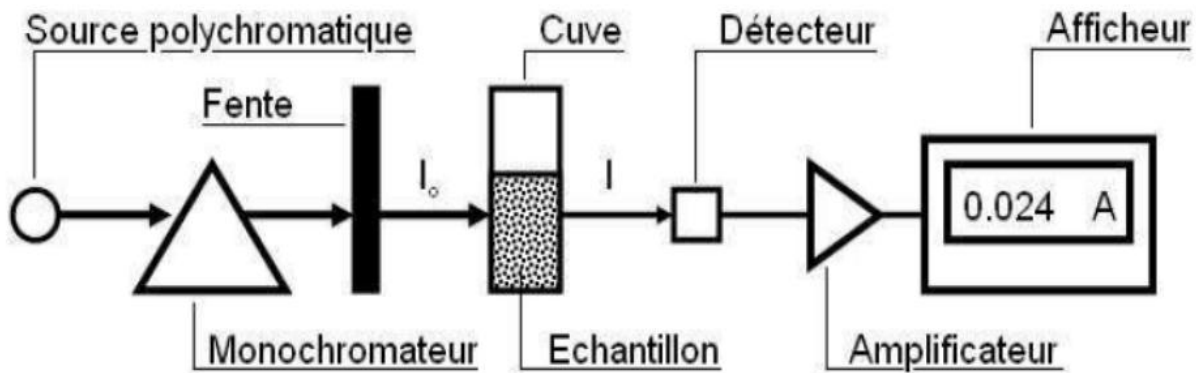 Source polychromatique
Cuve
Détecteur
Afficheur
Fente
I₀
I
0.024 A
Monochromateur
Echantillon
Amplificateur